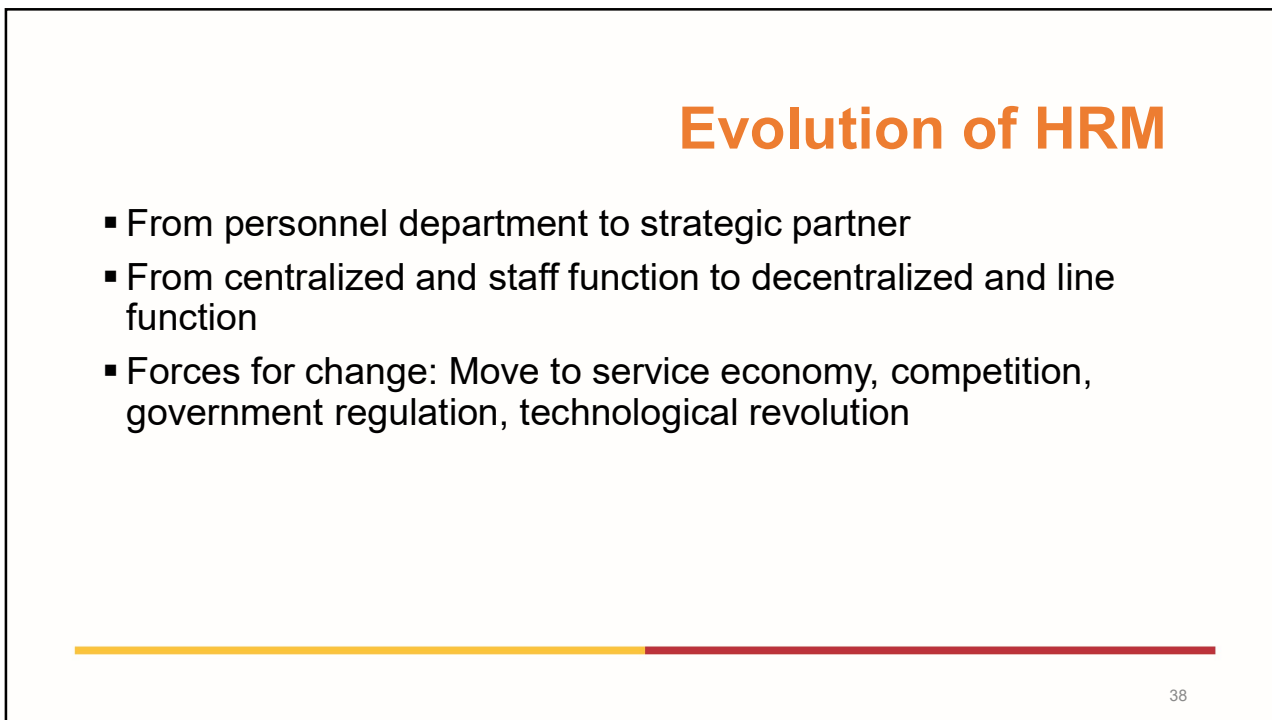 Evolution of HRM
▪ From personnel department to strategic partner
▪ From centralized and staff function to decentralized and line
function
▪ Forces for change: Move to service economy, competition,
government regulation, technological revolution
38